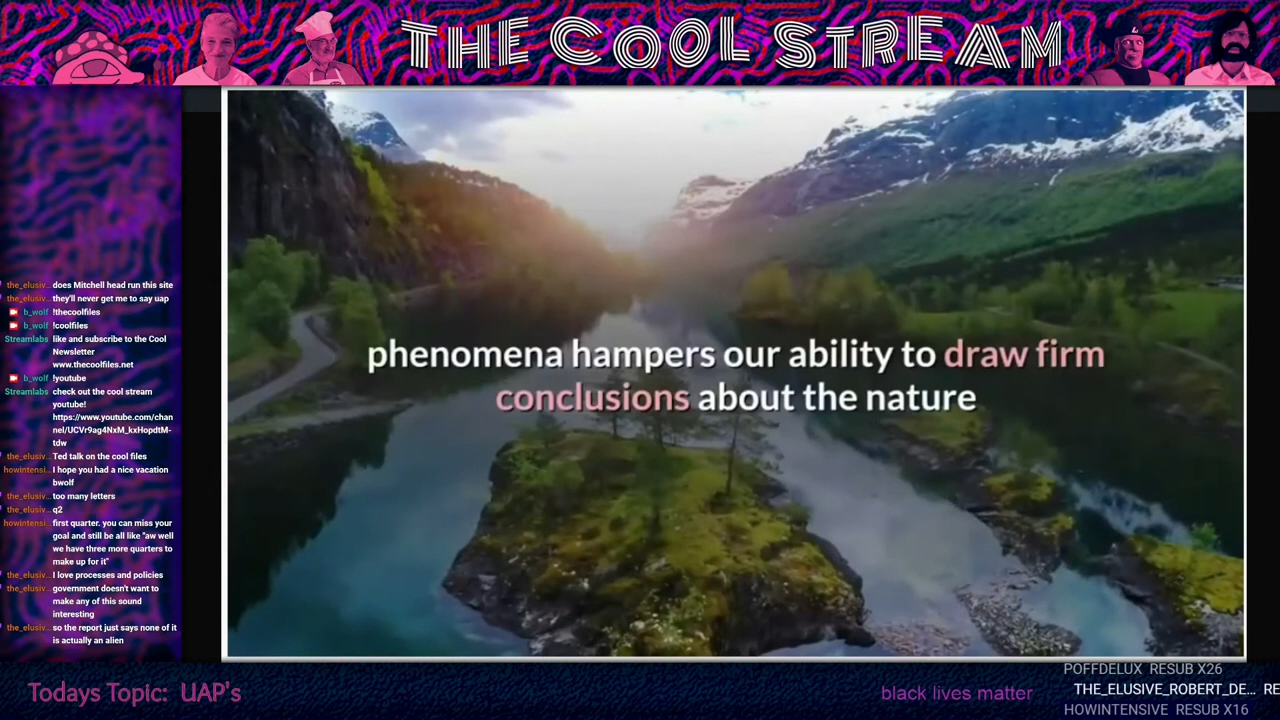 THE COOL STREAM
phenomena hampers our ability to draw firm
conclusions about the nature
the_elusiv... does Mitchell head run this site
the_elusiv... they'll never get me to say uap
b_wolf !thecoolfiles
b_wolf !coolfiles
Streamlabs like and subscribe to the Cool
Newsletter
www.thecoolfiles.net
b_wolf !youtube
Streamlabs check out the cool stream
youtube!
https://www.youtube.com/chan
nel/UCVr9ag4NxM_kxHopdtM-
tdw
the_elusiv... Ted talk on the cool files
howintensi... I hope you had a nice vacation
bwolf
the_elusiv... too many letters
the_elusiv... q2
howintensi... first quarter. you can miss your
goal and still be all like "aw well
we have three more quarters to
make up for it"
the_elusiv... I love processes and policies
the_elusiv... government doesn't want to
make any of this sound
interesting
the_elusiv... so the report just says none of it
is actually an alien
Todays Topic: UAP's
black lives matter
POFFDELUX RESUB X26
THE_ELUSIVE_ROBERT_DE... RE
HOWINTENSIVE RESUB X16